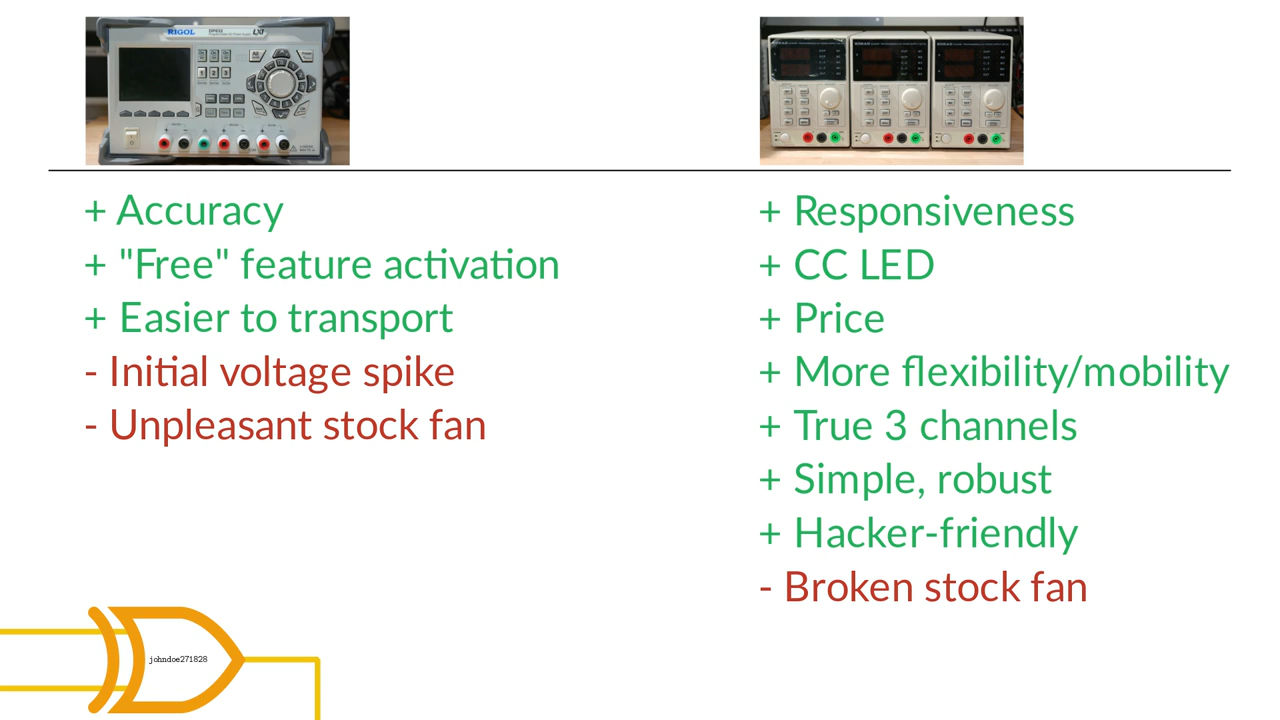 RIGOL
+ Accuracy
+ "Free" feature activation
+ Easier to transport
- Initial voltage spike
- Unpleasant stock fan
+ Responsiveness
+ CC LED
+ Price
+ More flexibility/mobility
+ True 3 channels
+ Simple, robust
+ Hacker-friendly
- Broken stock fan
johndoe271828